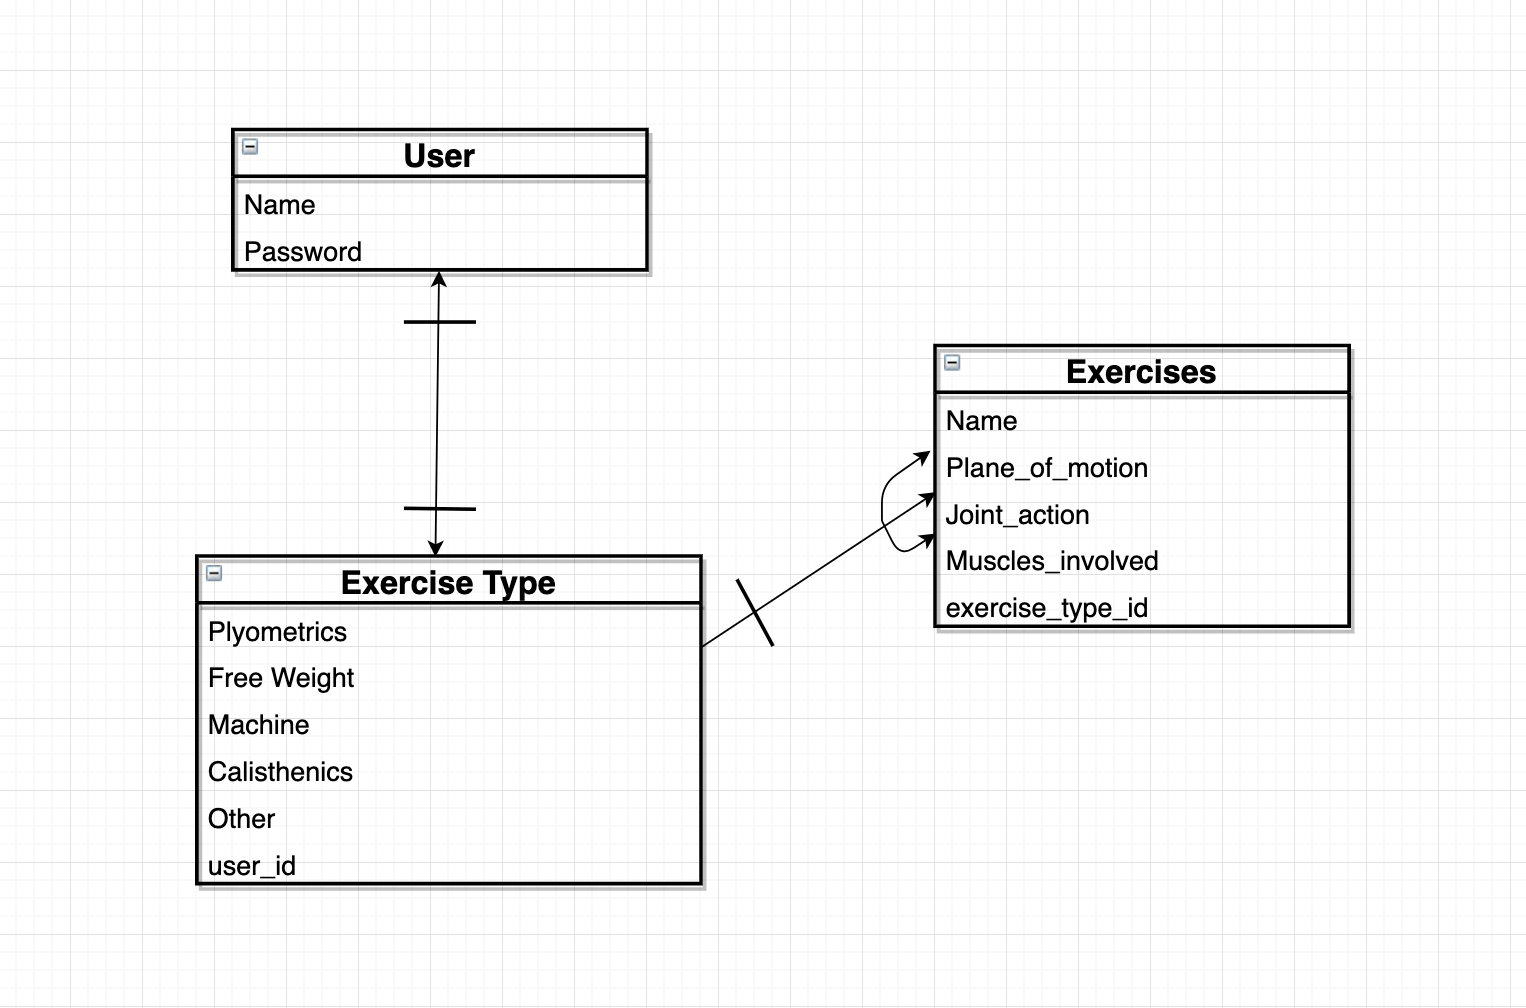 User
Name
Password
Exercise Type
Plyometrics
Free Weight
Machine
Calisthenics
Other
user_id
Exercises
Name
Plane_of_motion
Joint_action
Muscles_involved
exercise_type_id